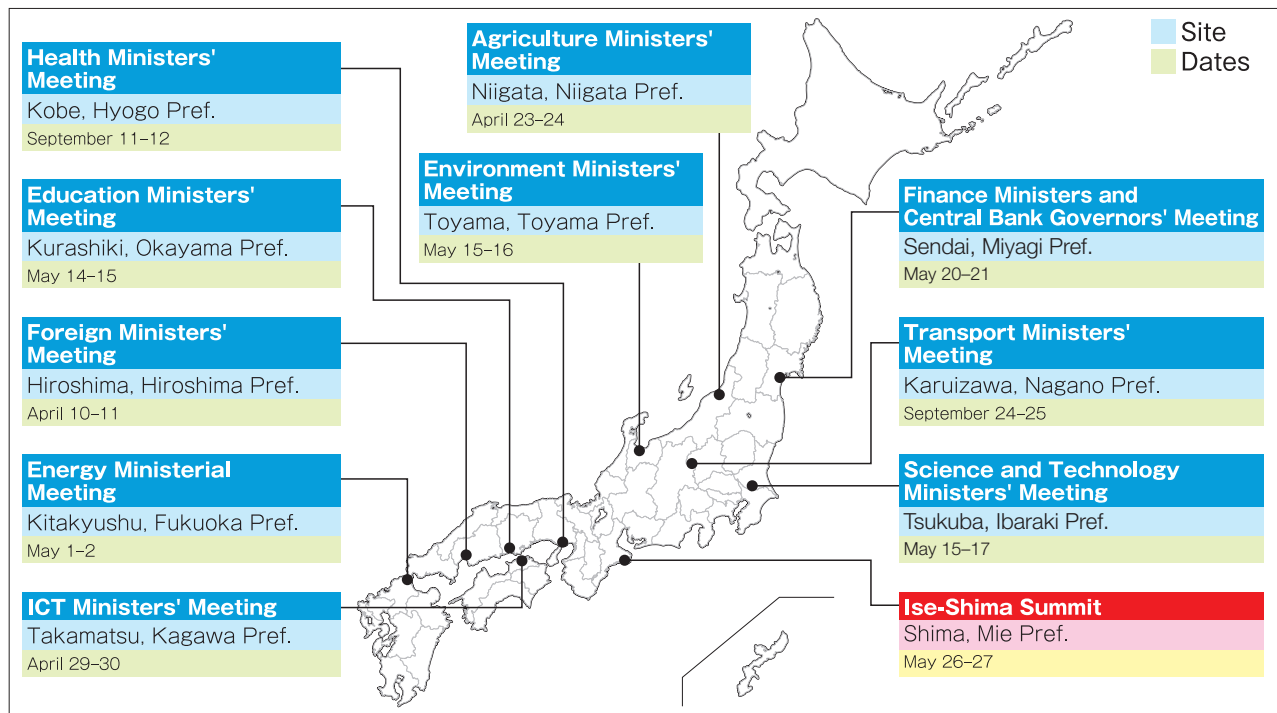 Health Ministers'
Meeting
Kobe, Hyogo Pref.
September 11–12
Education Ministers'
Meeting
Kurashiki, Okayama Pref.
May 14–15
Foreign Ministers'
Meeting
Hiroshima, Hiroshima Pref.
April 10–11
Energy Ministerial
Meeting
Kitakyushu, Fukuoka Pref.
May 1–2
ICT Ministers' Meeting
Takamatsu, Kagawa Pref.
April 29–30
Agriculture Ministers'
Meeting
Niigata, Niigata Pref.
April 23–24
Environment Ministers'
Meeting
Toyama, Toyama Pref.
May 15–16
Site
Dates
Finance Ministers and
Central Bank Governors' Meeting
Sendai, Miyagi Pref.
May 20–21
Transport Ministers'
Meeting
Karuizawa, Nagano Pref.
September 24–25
Science and Technology
Ministers' Meeting
Tsukuba, Ibaraki Pref.
May 15–17
Ise-Shima Summit
Shima, Mie Pref.
May 26–27